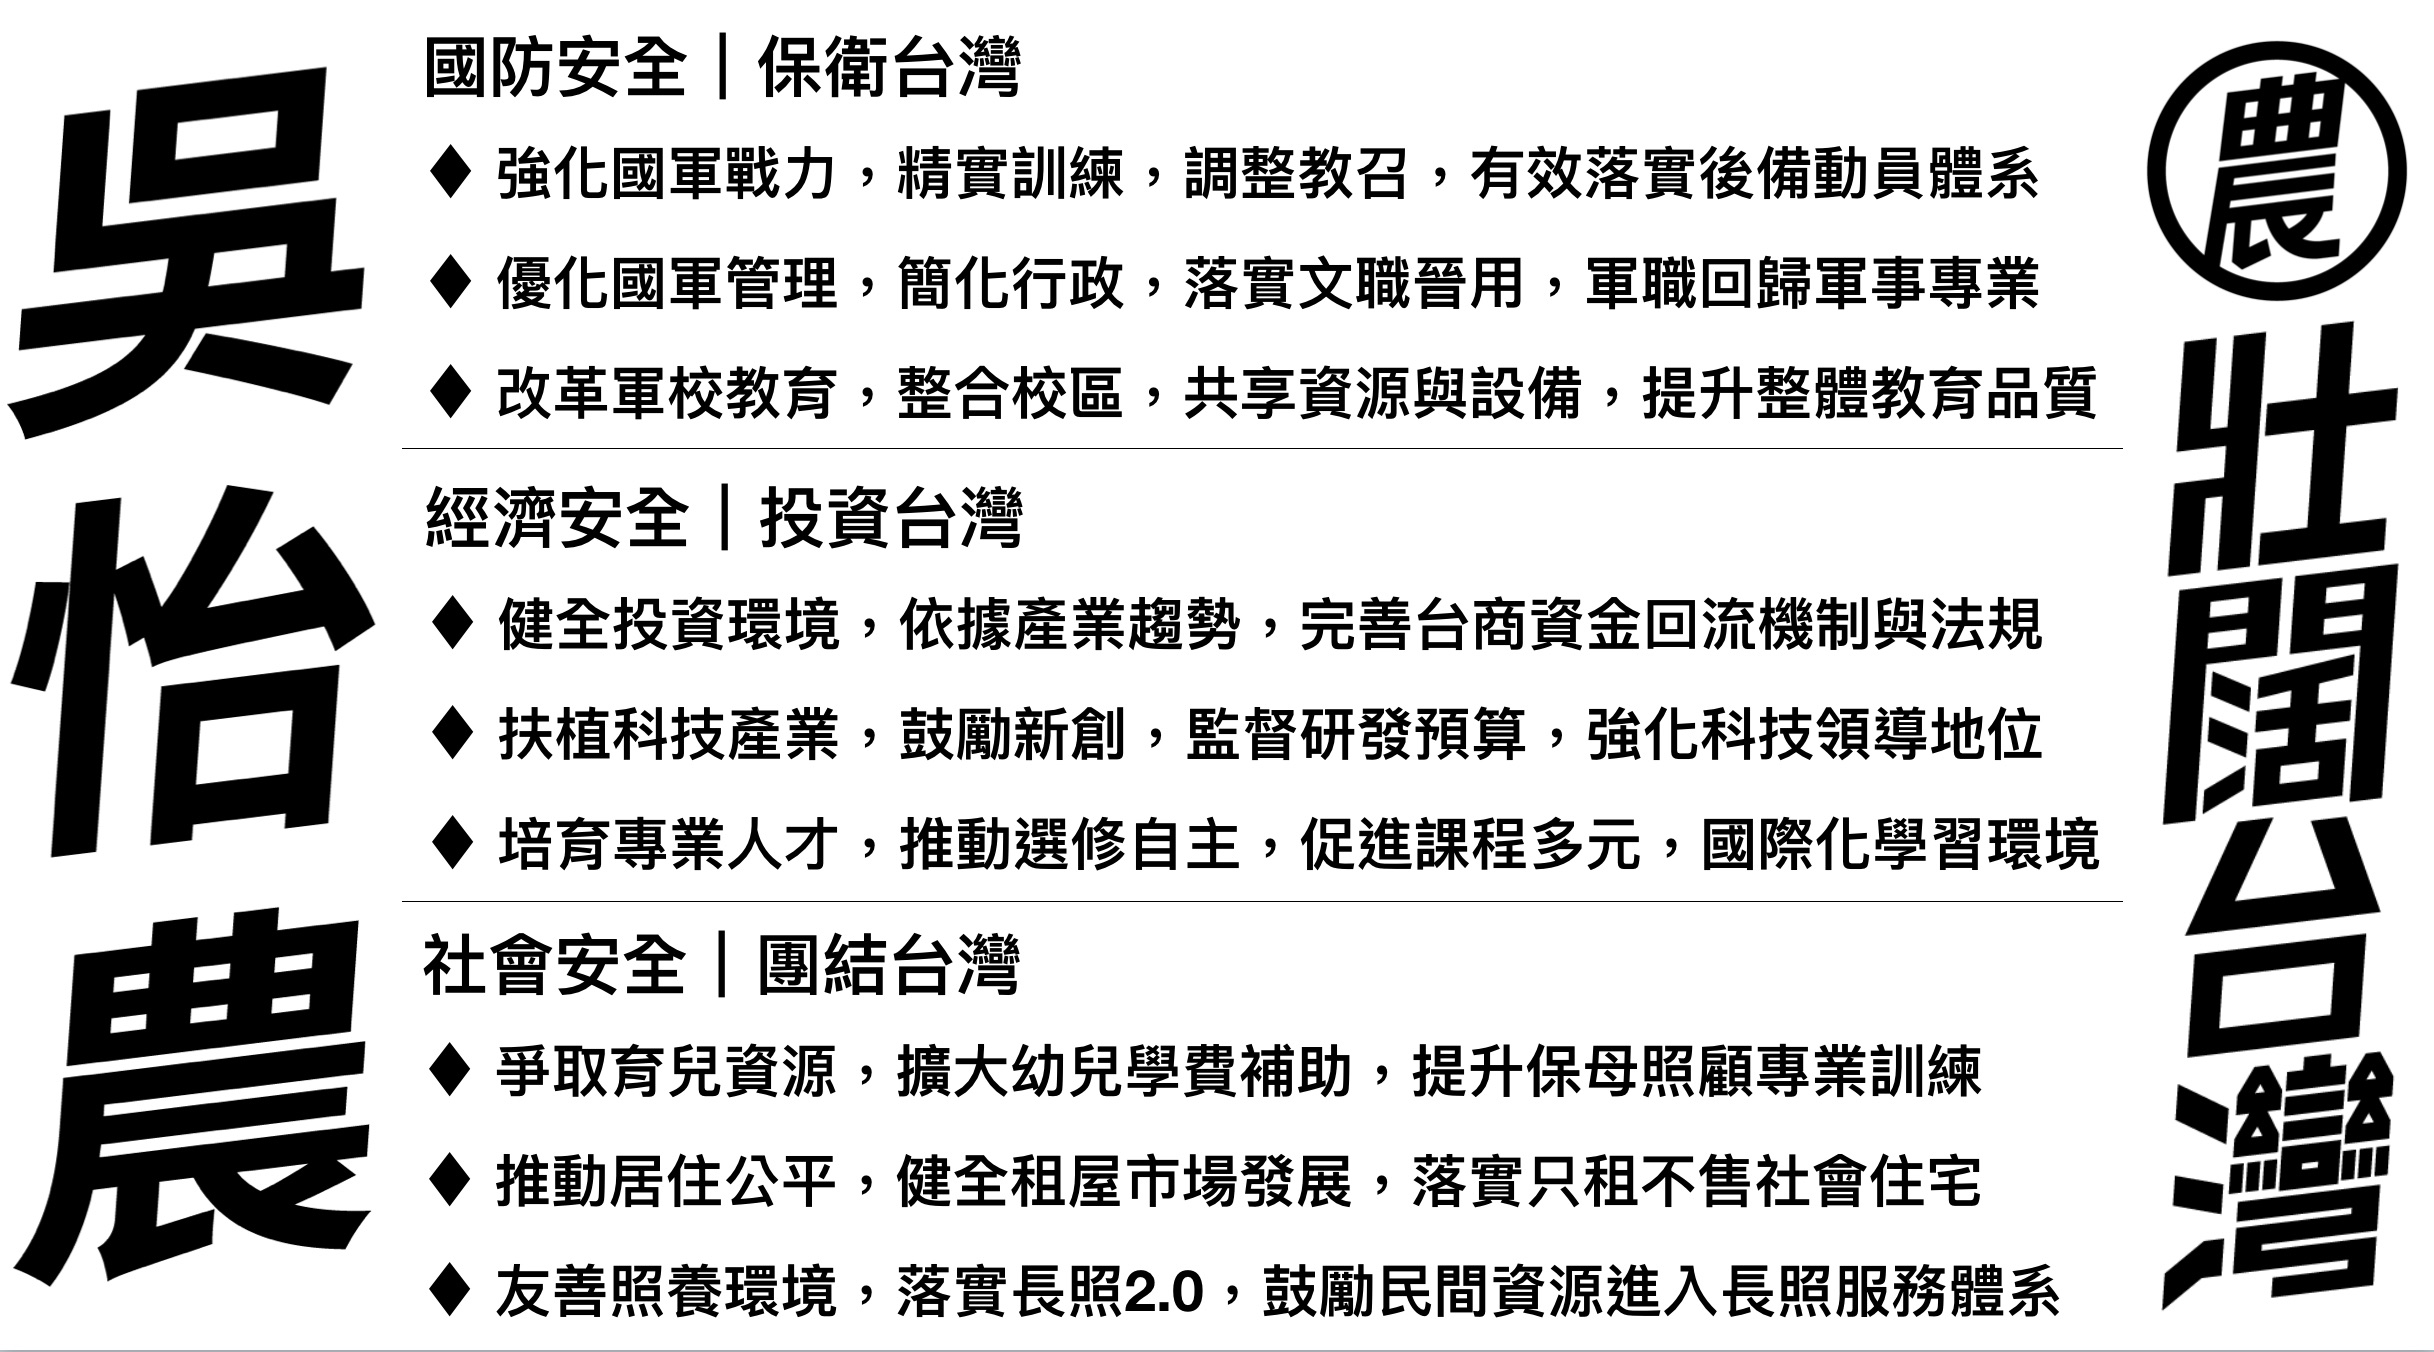 吳怡農
國防安全｜保衛台灣
♦ 強化國軍戰力，精實訓練，調整教召，有效落實後備動員體系
♦ 優化國軍管理，簡化行政，落實文職晉用，軍職回歸軍事專業
♦ 改革軍校教育，整合校區，共享資源與設備，提升整體教育品質
經濟安全｜投資台灣
♦ 健全投資環境，依據產業趨勢，完善台商資金回流機制與法規
♦ 扶植科技產業，鼓勵新創，監督研發預算，強化科技領導地位
♦ 培育專業人才，推動選修自主，促進課程多元，國際化學習環境
社會安全｜團結台灣
♦ 爭取育兒資源，擴大幼兒學費補助，提升保母照顧專業訓練
♦ 推動居住公平，健全租屋市場發展，落實只租不售社會住宅
♦ 友善照養環境，落實長照2.0，鼓勵民間資源進入長照服務體系
農
壯闊台灣